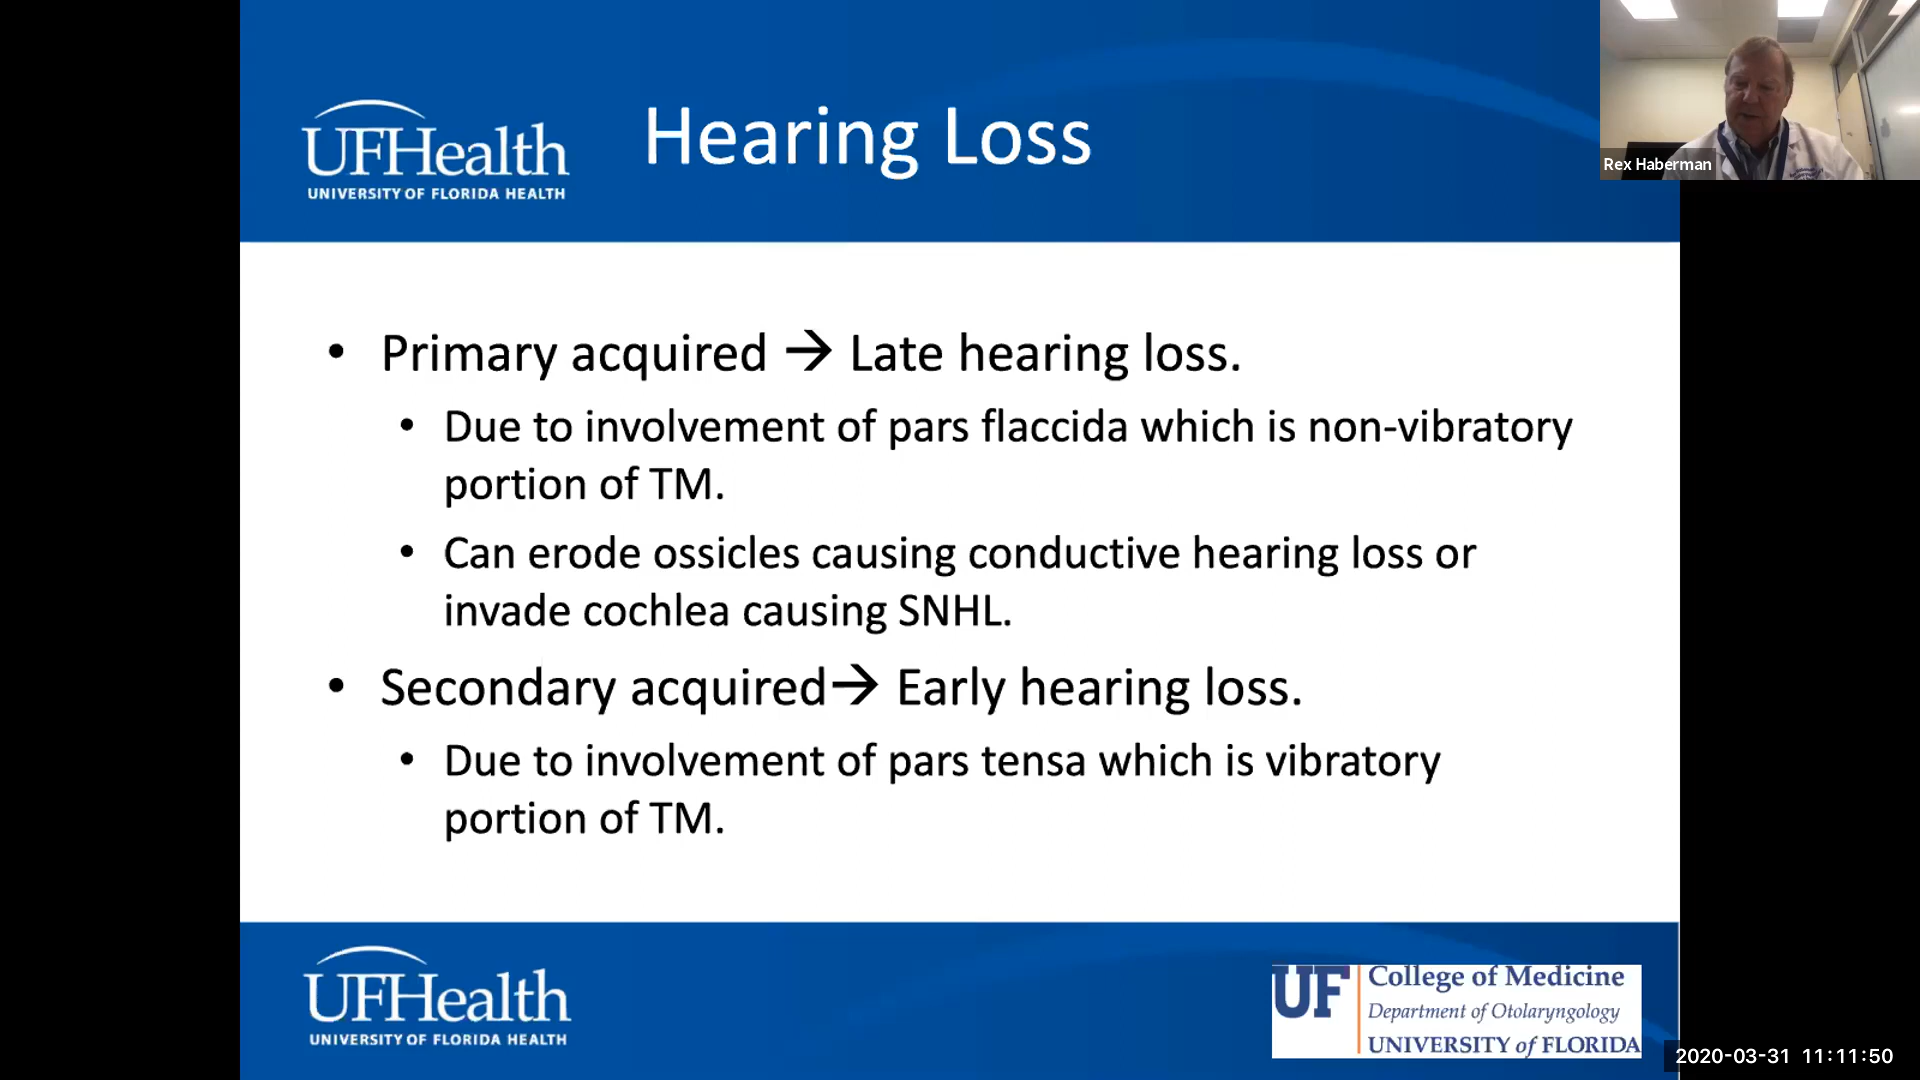 UFHealth
UNIVERSITY OF FLORIDA HEALTH
Hearing Loss
Rex Haberman
• Primary acquired → Late hearing loss.
• Due to involvement of pars flaccida which is non-vibratory
portion of TM.
• Can erode ossicles causing conductive hearing loss or
invade cochlea causing SNHL.
• Secondary acquired→ Early hearing loss.
• Due to involvement of pars tensa which is vibratory
portion of TM.
UFHealth
UNIVERSITY OF FLORIDA HEALTH
UF
College of Medicine
Department of Otolaryngology
UNIVERSITY of FLORIDA
2020-03-31 11:11:50